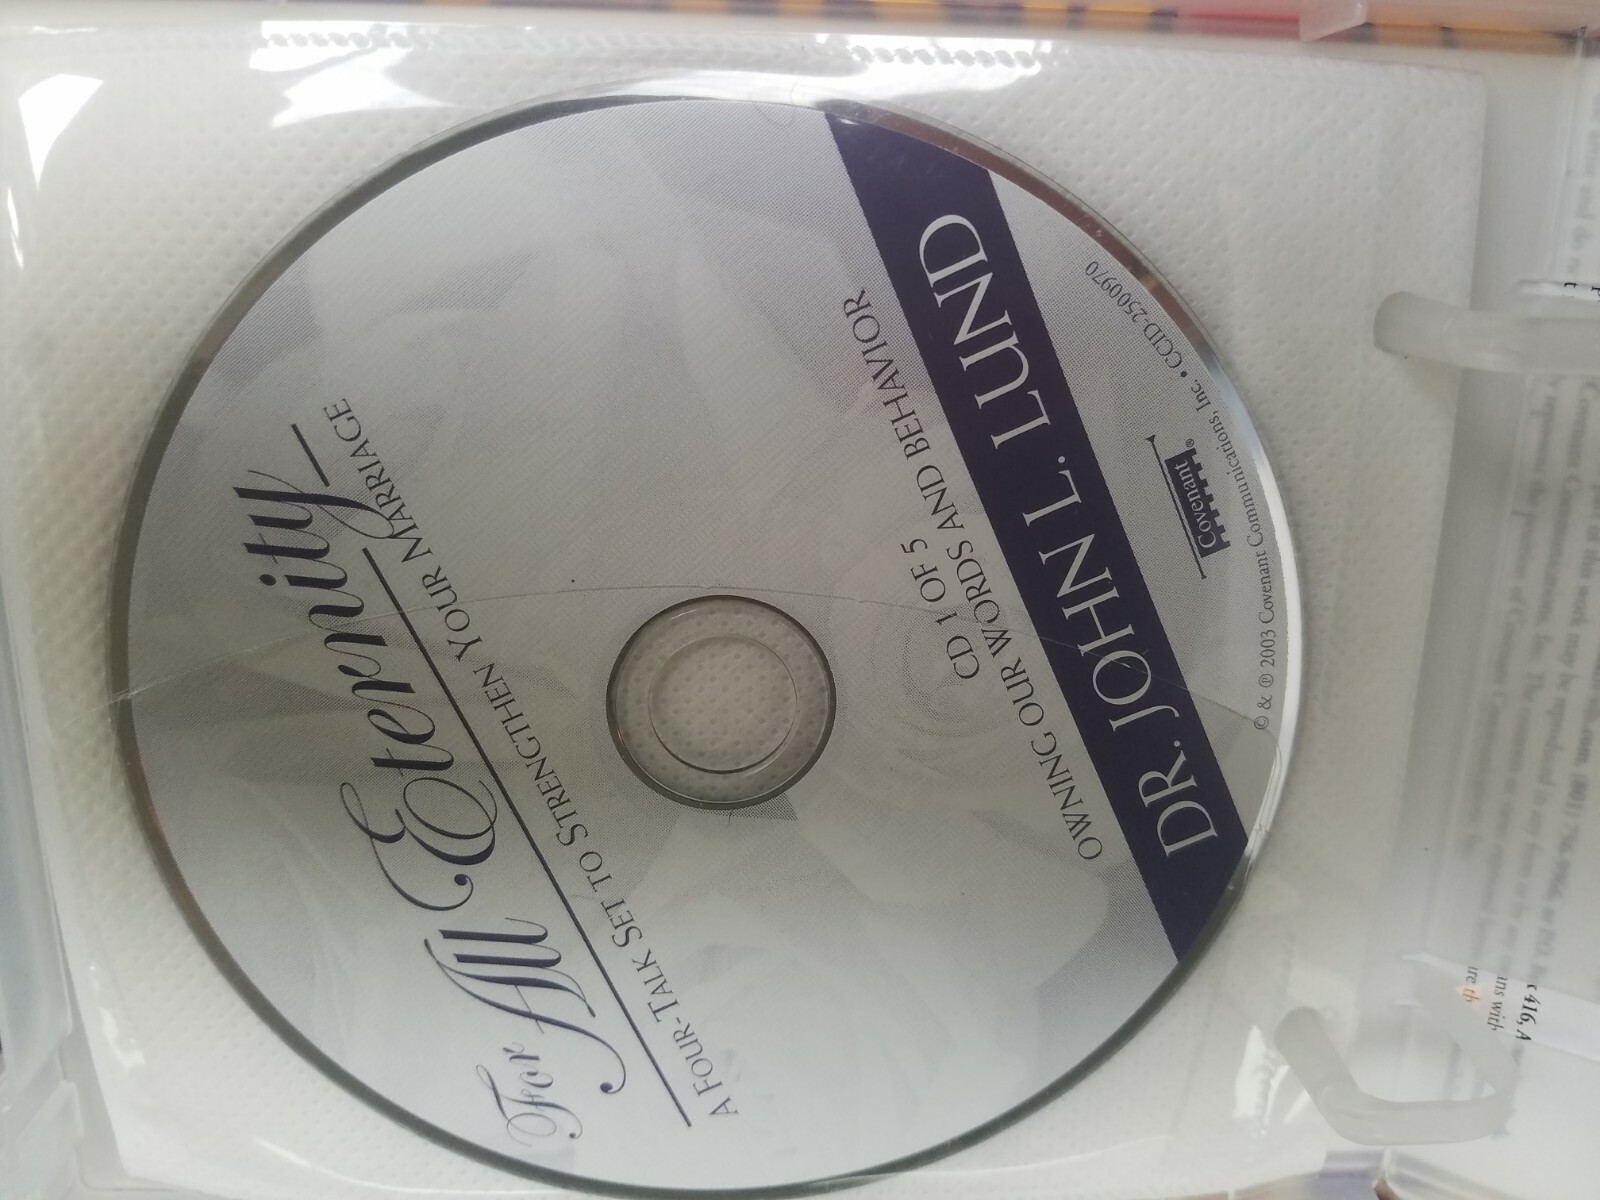 For All Eternity
A Four-Talk Set to Strengthen Your Marriage
CD 1 OF 5
OWNING OUR WORDS AND BEHAVIOR
DR. JOHN L. LUND
Covenant®
© & ℗ 2003 Covenant Communications, Inc. • CCID-2500970